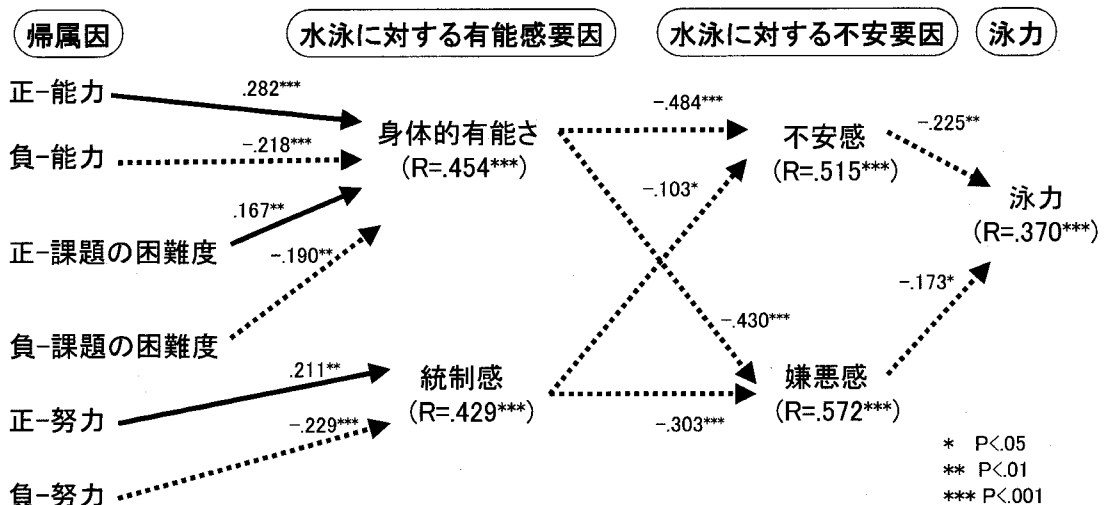 帰属因
水泳に対する有能感要因
水泳に対する不安要因
泳力
正-能力
.282***
負-能力
-.218***
正-課題の困難度
.167**
負-課題の困難度
-.190**
正-努力
.211**
負-努力
-.229***
身体的有能さ
(R=.454***)
統制感
(R=.429***)
-.484***
-.103*
-.430***
-.303***
不安感
(R=.515***)
嫌悪感
(R=.572***)
-.225**
-.173*
泳力
(R=.370***)
* P<.05
** P<.01
*** P<.001